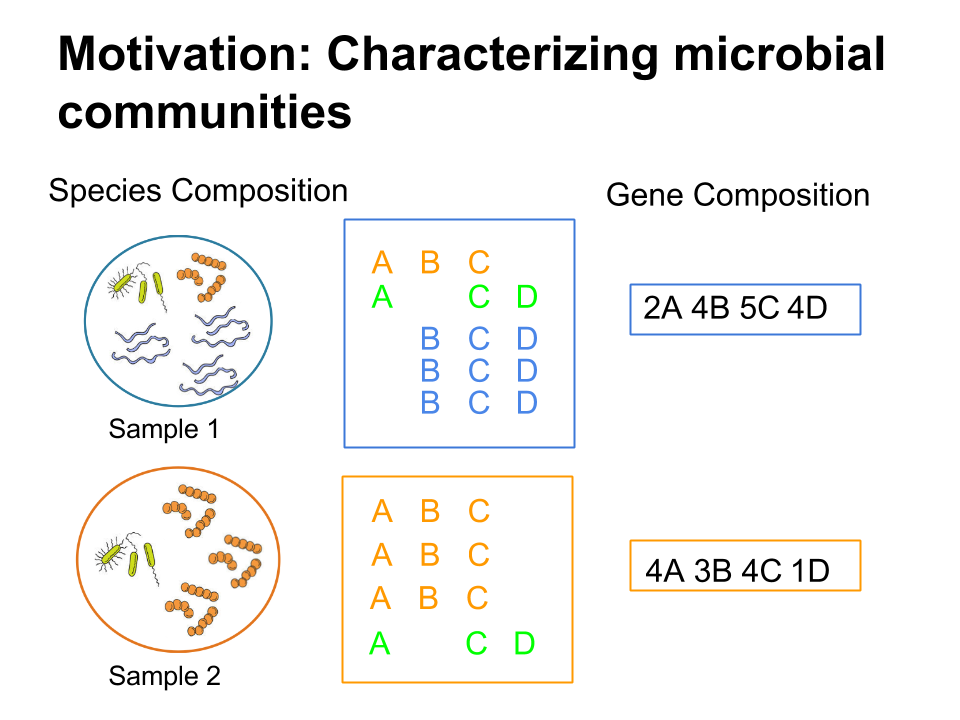 Motivation: Characterizing microbial
communities
Species Composition
Gene Composition
A B C
A C D
B C D
B C D
B C D
2A 4B 5C 4D
Sample 1
A B C
A B C
A B C
A C D
4A 3B 4C 1D
Sample 2